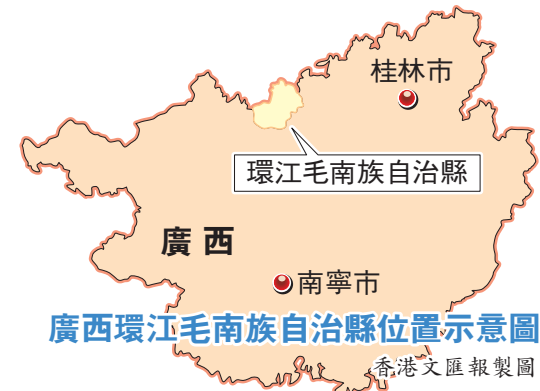 桂林市
環江毛南族自治縣
廣西
南寧市
廣西環江毛南族自治縣位置示意圖
香港文匯報製圖